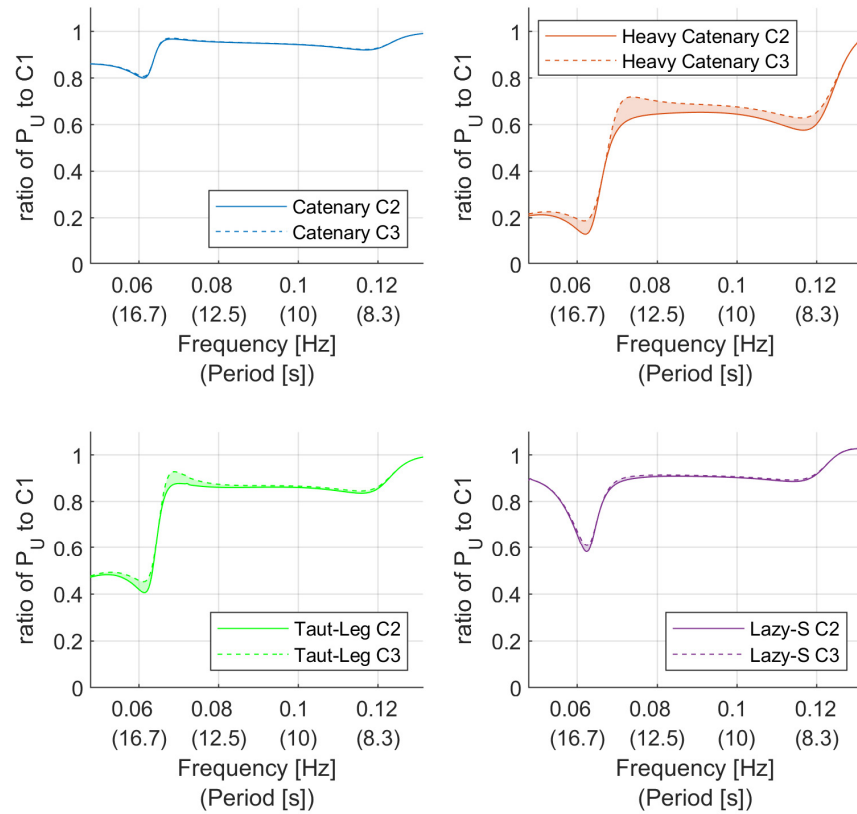 1
0.8
0.6
0.4
0.2
0
ratio of P_U to C1
Catenary C2
Catenary C3
0.06 0.08 0.1 0.12
(16.7) (12.5) (10) (8.3)
Frequency [Hz]
(Period [s])
1
0.8
0.6
0.4
0.2
0
ratio of P_U to C1
Heavy Catenary C2
Heavy Catenary C3
0.06 0.08 0.1 0.12
(16.7) (12.5) (10) (8.3)
Frequency [Hz]
(Period [s])
1
0.8
0.6
0.4
0.2
0
ratio of P_U to C1
Taut-Leg C2
Taut-Leg C3
0.06 0.08 0.1 0.12
(16.7) (12.5) (10) (8.3)
Frequency [Hz]
(Period [s])
1
0.8
0.6
0.4
0.2
0
ratio of P_U to C1
Lazy-S C2
Lazy-S C3
0.06 0.08 0.1 0.12
(16.7) (12.5) (10) (8.3)
Frequency [Hz]
(Period [s])